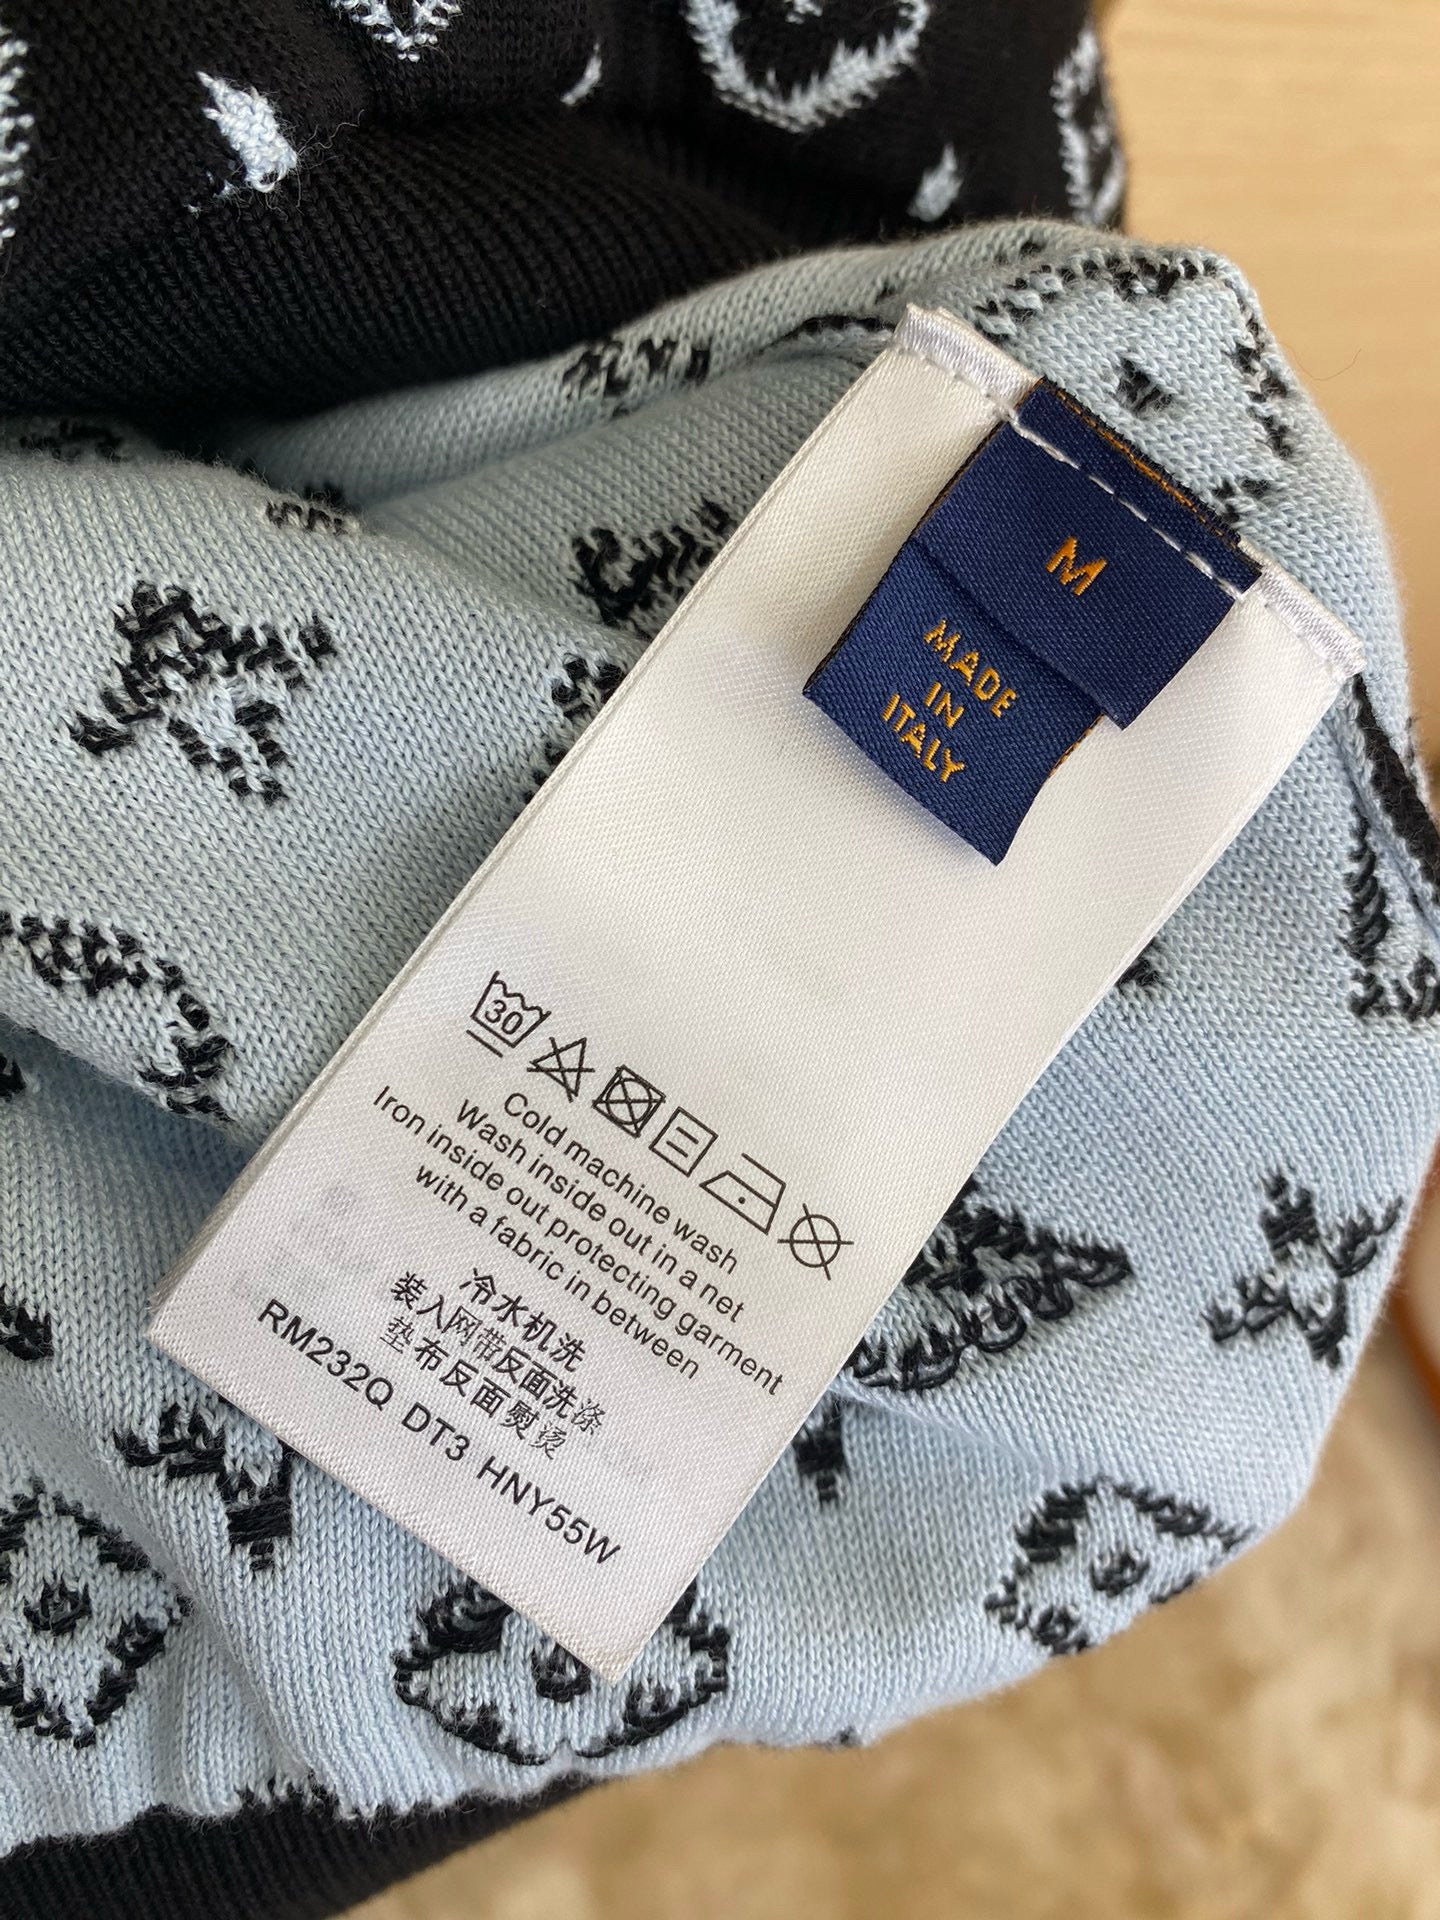 M
MADE
IN
ITALY
30
Cold machine wash
Wash inside out in a net
Iron inside out protecting garment
with a fabric in between
冷水机洗
装入网带反面洗涤
垫布反面熨烫
RM232Q DT3 HNY55W